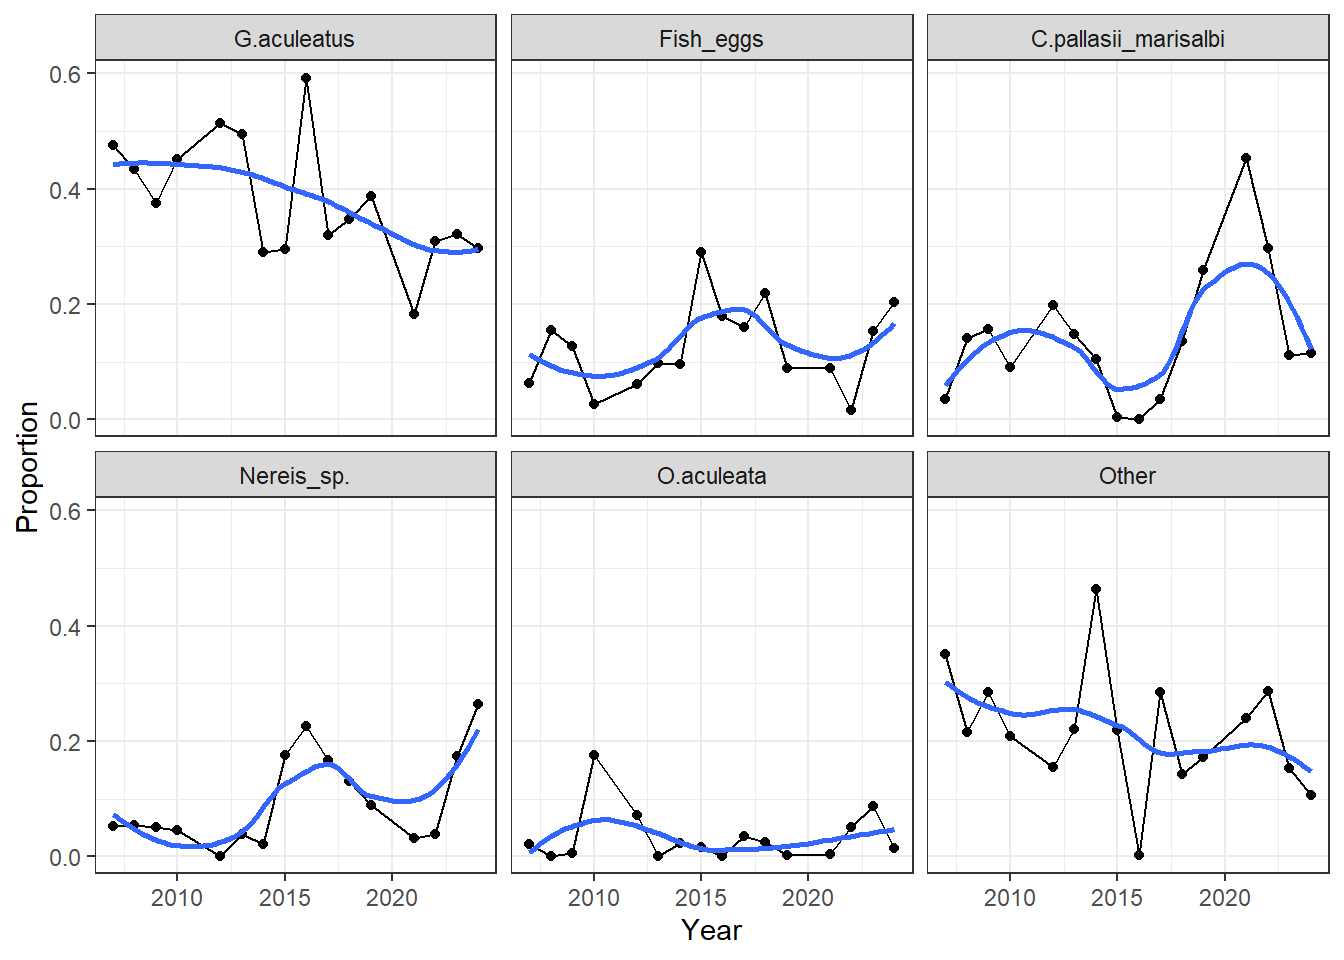 G.aculeatus Fish_eggs C.pallasii_marisalbi
0.6
0.4
0.2
0.0
Proportion
Nereis_sp. O.aculeata Other
0.6
0.4
0.2
0.0
2010 2015 2020 2010 2015 2020 2010 2015 2020
Year